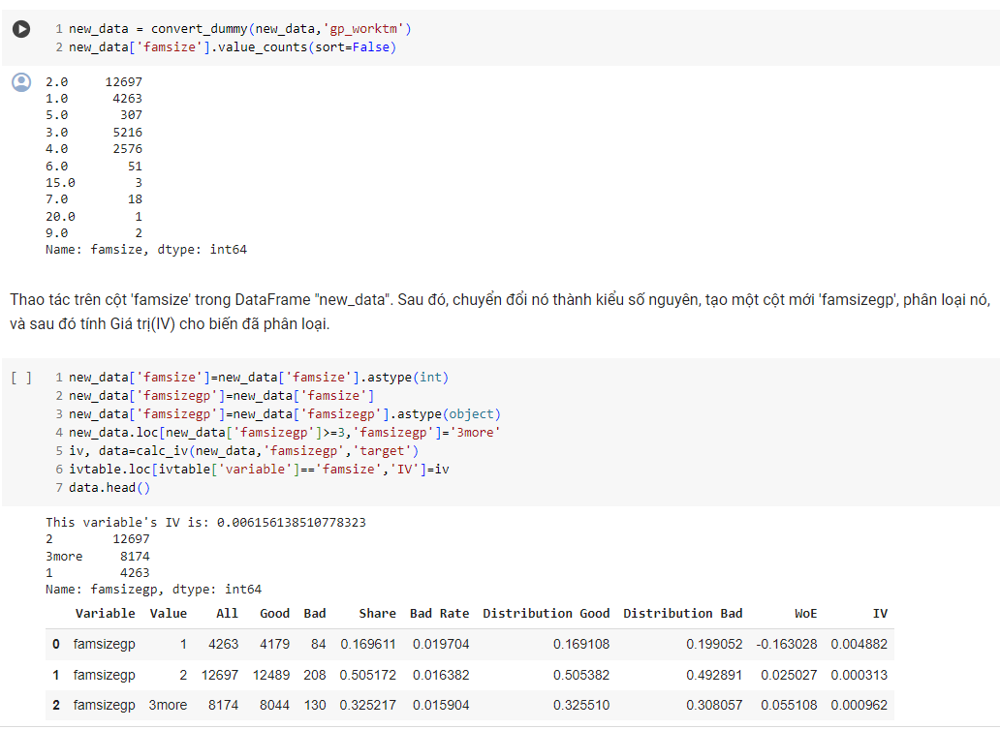 1 new_data = convert_dummy(new_data,'gp_worktm')
2 new_data['famsize'].value_counts(sort=False)
2.0 12697
1.0 4263
5.0 307
3.0 5216
4.0 2576
6.0 51
15.0 3
7.0 18
20.0 1
9.0 2
Name: famsize, dtype: int64
Thao tác trên cột 'famsize' trong DataFrame "new_data". Sau đó, chuyển đổi nó thành kiểu số nguyên, tạo một cột mới 'famsizegp', phân loại nó,
và sau đó tính Giá trị(IV) cho biến đã phân loại.
[ ] 1 new_data['famsize']=new_data['famsize'].astype(int)
2 new_data['famsizegp']=new_data['famsize']
3 new_data['famsizegp']=new_data['famsizegp'].astype(object)
4 new_data.loc[new_data['famsizegp']>=3,'famsizegp']='3more'
5 iv, data=calc_iv(new_data,'famsizegp','target')
6 ivtable.loc[ivtable['variable']=='famsize','IV']=iv
7 data.head()
This variable's IV is: 0.006156138510778323
2 12697
3more 8174
1 4263
Name: famsizegp, dtype: int64
Variable Value All Good Bad Share Bad Rate Distribution Good Distribution Bad WoE IV
0 famsizegp 1 4263 4179 84 0.169611 0.019704 0.169108 0.199052 -0.163028 0.004882
1 famsizegp 2 12697 12489 208 0.505172 0.016382 0.505382 0.492891 0.025027 0.000313
2 famsizegp 3more 8174 8044 130 0.325217 0.015904 0.325510 0.308057 0.055108 0.000962